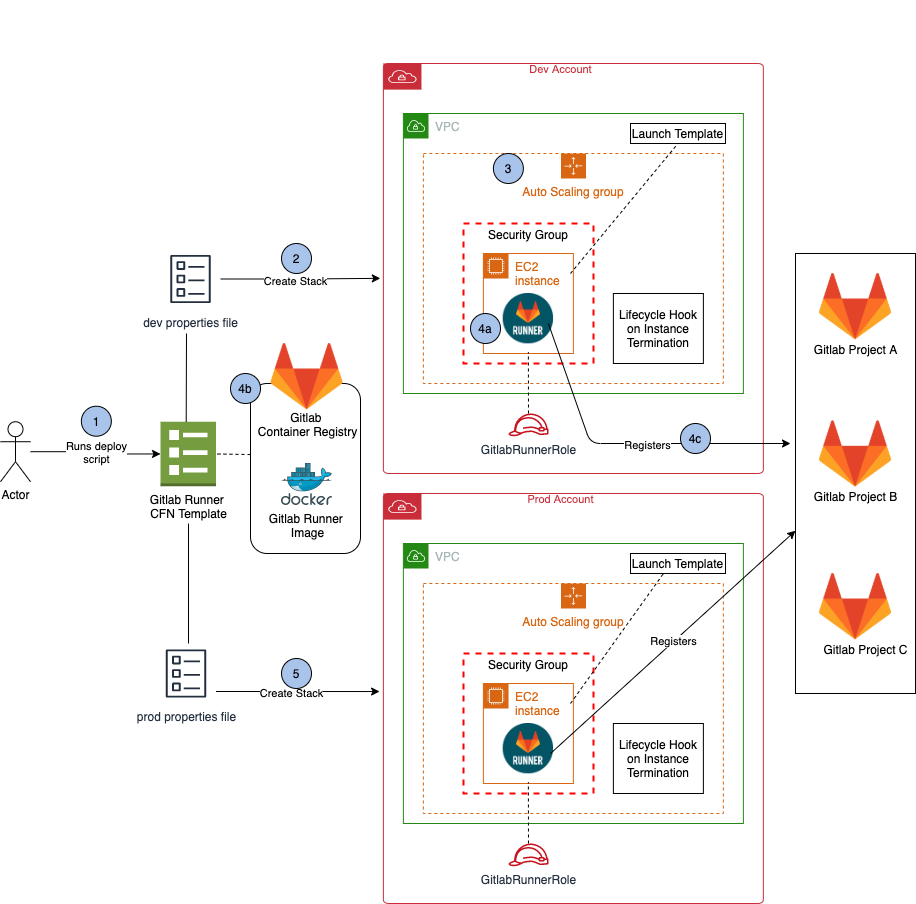 Dev Account
VPC
Launch Template
3
Auto Scaling group
Security Group
EC2
instance
4a
RUNNER
Lifecycle Hook
on Instance
Termination
GitlabRunnerRole
2
Create Stack
dev properties file
4b
Gitlab
Container Registry
docker
Gitlab Runner
Image
1
Runs deploy
script
Actor
Gitlab Runner
CFN Template
Registers
4c
Gitlab Project A
Gitlab Project B
Gitlab Project C
Prod Account
VPC
Launch Template
Auto Scaling group
Security Group
EC2
instance
RUNNER
Lifecycle Hook
on Instance
Termination
Registers
GitlabRunnerRole
5
Create Stack
prod properties file